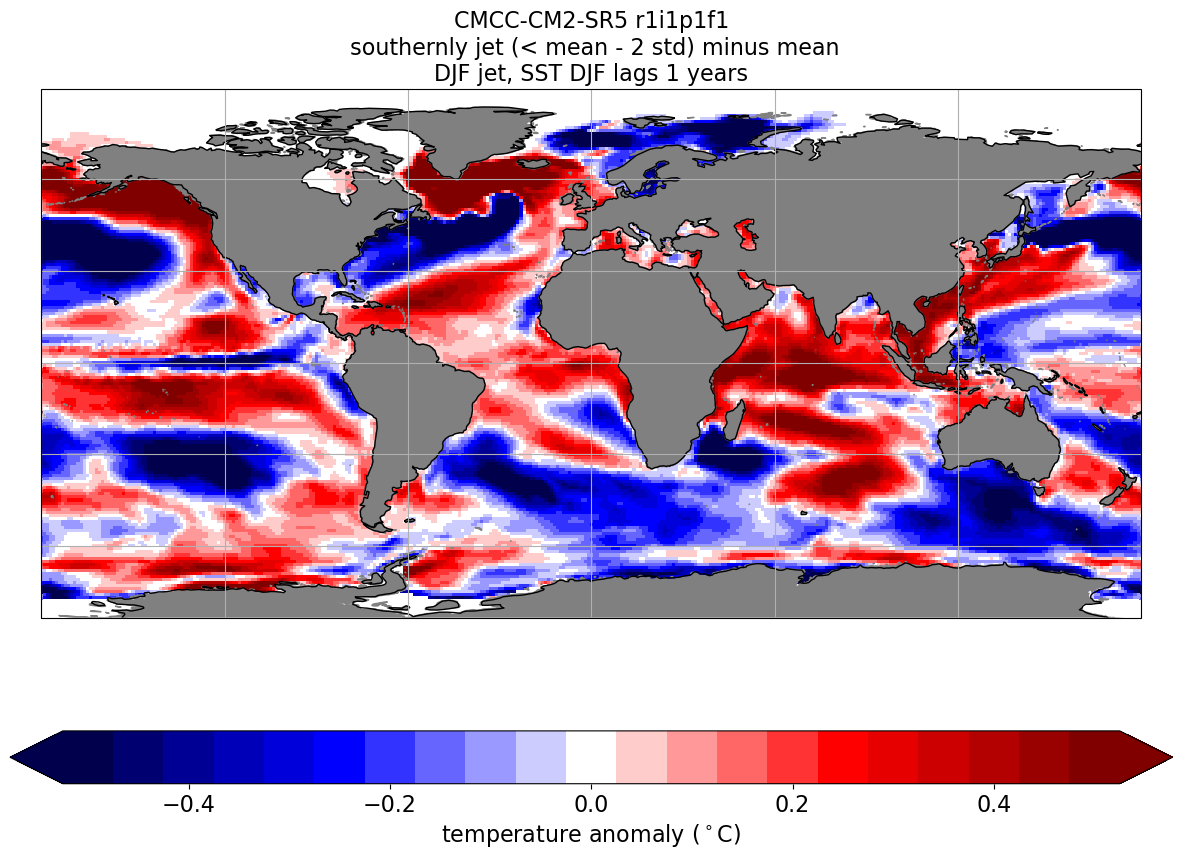 CMCC-CM2-SR5 r1i1p1f1
southernly jet (< mean - 2 std) minus mean
DJF jet, SST DJF lags 1 years
−0.4 −0.2 0.0 0.2 0.4
temperature anomaly (°C)